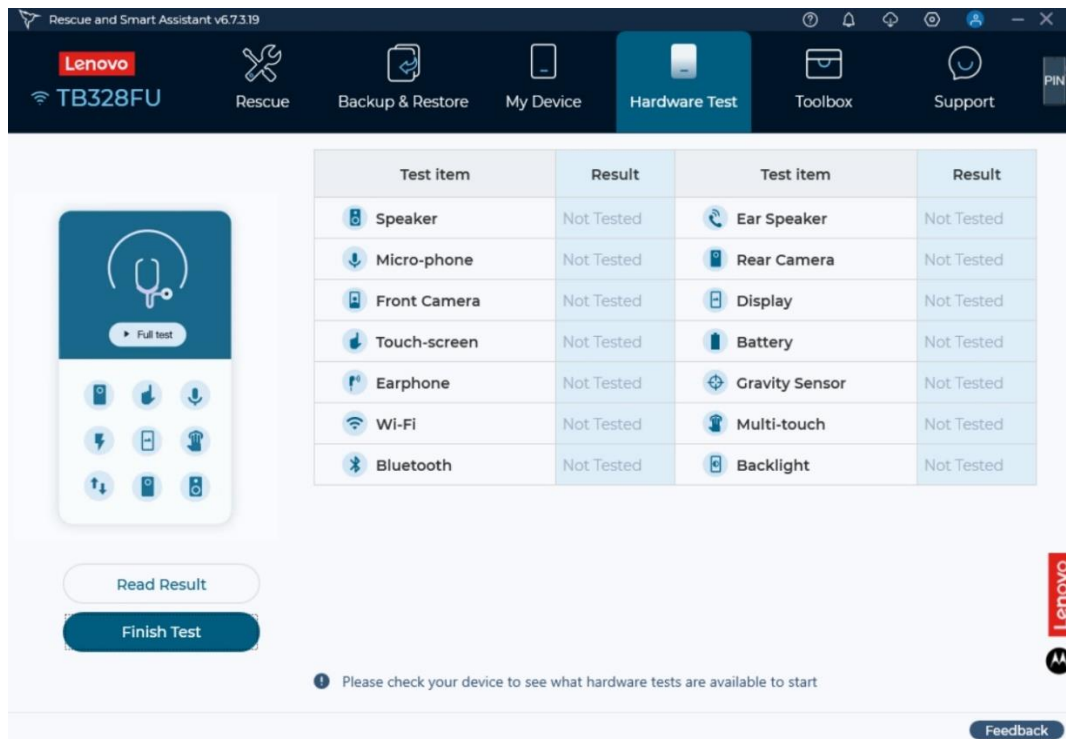 Rescue and Smart Assistant v6.7.3.19
Lenovo
TB328FU
Rescue
Backup & Restore
My Device
Hardware Test
Toolbox
Support
PIN
Test item Result Test item Result
Speaker Not Tested Ear Speaker Not Tested
Micro-phone Not Tested Rear Camera Not Tested
Front Camera Not Tested Display Not Tested
Touch-screen Not Tested Battery Not Tested
Earphone Not Tested Gravity Sensor Not Tested
Wi-Fi Not Tested Multi-touch Not Tested
Bluetooth Not Tested Backlight Not Tested
Full test
Read Result
Finish Test
Lenovo
Please check your device to see what hardware tests are available to start
Feedback